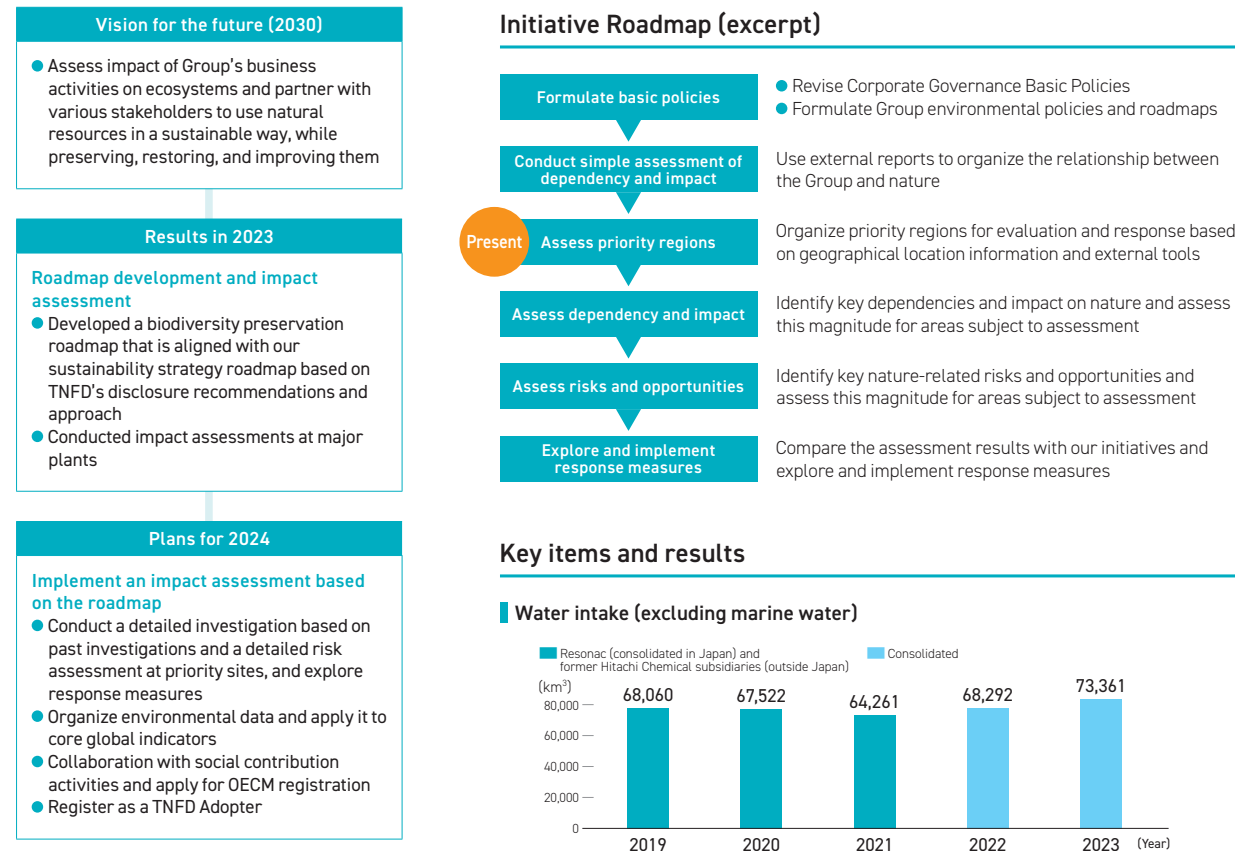 Vision for the future (2030)
● Assess impact of Group's business
activities on ecosystems and partner with
various stakeholders to use natural
resources in a sustainable way, while
preserving, restoring, and improving them
Results in 2023
Roadmap development and impact
assessment
● Developed a biodiversity preservation
roadmap that is aligned with our
sustainability strategy roadmap based on
TNFD's disclosure recommendations and
approach
● Conducted impact assessments at major
plants
Plans for 2024
Implement an impact assessment based
on the roadmap
● Conduct a detailed investigation based on
past investigations and a detailed risk
assessment at priority sites, and explore
response measures
● Organize environmental data and apply it to
core global indicators
● Collaboration with social contribution
activities and apply for OECM registration
● Register as a TNFD Adopter
Initiative Roadmap (excerpt)
Formulate basic policies
● Revise Corporate Governance Basic Policies
● Formulate Group environmental policies and roadmaps
Conduct simple assessment of
dependency and impact
Use external reports to organize the relationship between
the Group and nature
Present
Assess priority regions
Organize priority regions for evaluation and response based
on geographical location information and external tools
Assess dependency and impact
Identify key dependencies and impact on nature and assess
this magnitude for areas subject to assessment
Assess risks and opportunities
Identify key nature-related risks and opportunities and
assess this magnitude for areas subject to assessment
Explore and implement
response measures
Compare the assessment results with our initiatives and
explore and implement response measures
Key items and results
Water intake (excluding marine water)
Resonac (consolidated in Japan) and
former Hitachi Chemical subsidiaries (outside Japan)
Consolidated
(km³)
80,000
60,000
40,000
20,000
0
68,060
67,522
64,261
68,292
73,361
2019
2020
2021
2022
2023
(Year)